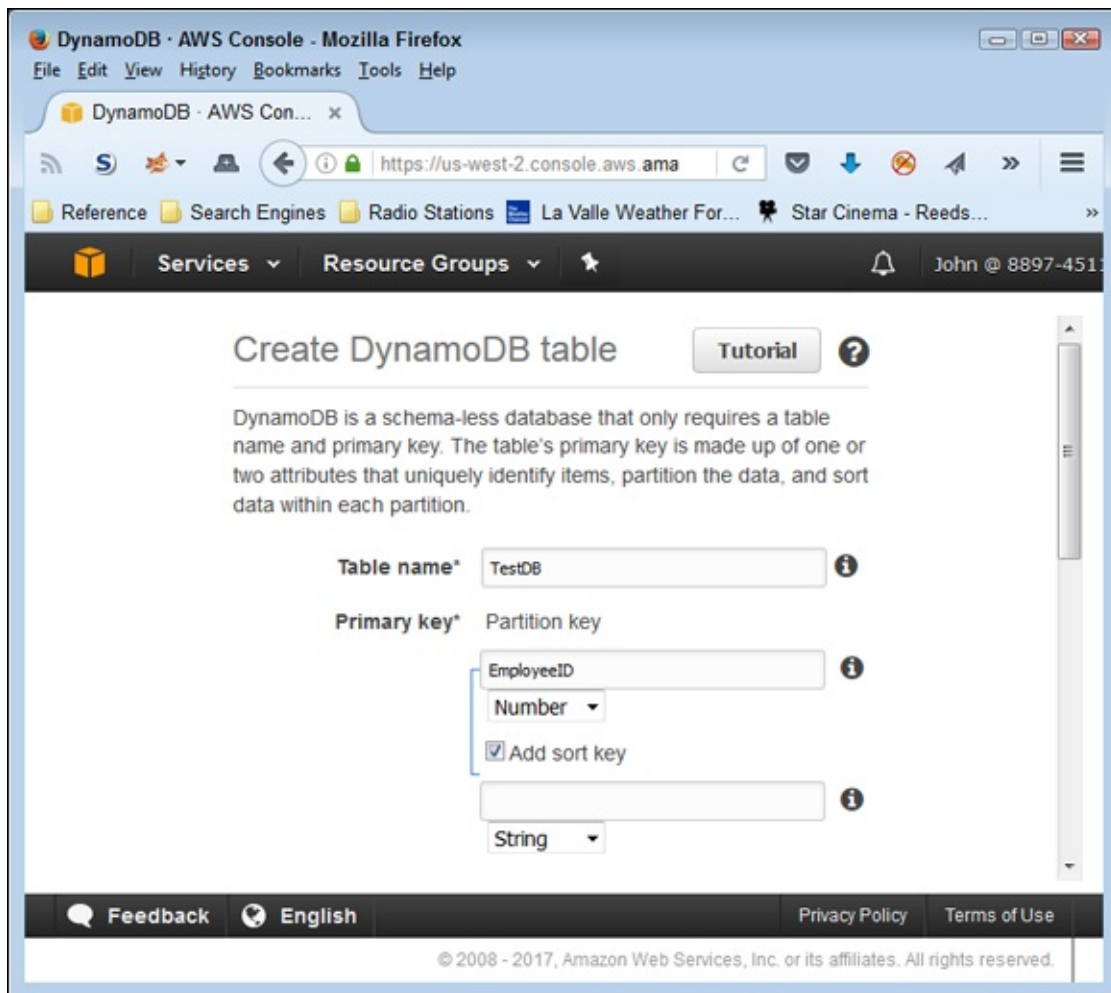 DynamoDB · AWS Console - Mozilla Firefox
File Edit View History Bookmarks Tools Help
DynamoDB · AWS Con... ×
S https://us-west-2.console.aws.ama »
Reference Search Engines Radio Stations La Valle Weather For... Star Cinema - Reeds... »
Services Resource Groups John @ 8897-4511
Create DynamoDB table Tutorial ?
DynamoDB is a schema-less database that only requires a table
name and primary key. The table's primary key is made up of one or
two attributes that uniquely identify items, partition the data, and sort
data within each partition.
Table name* TestDB
Primary key* Partition key
EmployeeID
Number
Add sort key
String
Feedback English Privacy Policy Terms of Use
© 2008 - 2017, Amazon Web Services, Inc. or its affiliates. All rights reserved.